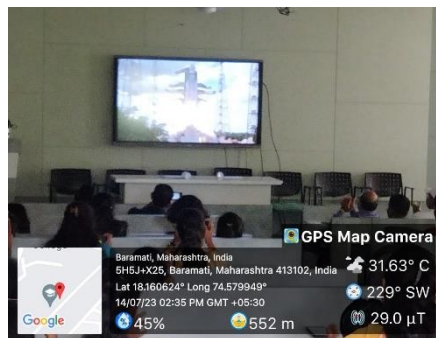 GPS Map Camera
Baramati, Maharashtra, India
5H5J+X25, Baramati, Maharashtra 413102, India
Lat 18.160624° Long 74.579949°
14/07/23 02:35 PM GMT +05:30
45%
552 m
31.63° C
229° SW
29.0 µT
Google